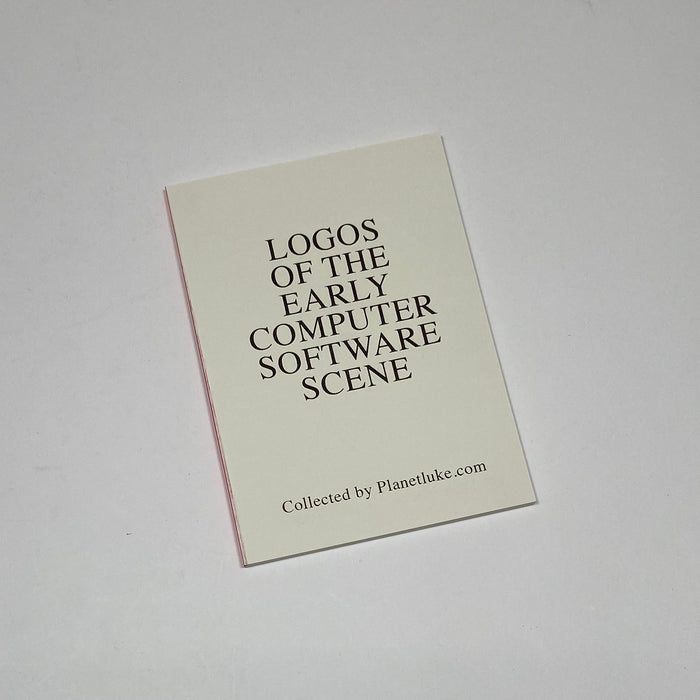 LOGOS
OF THE
EARLY
COMPUTER
SOFTWARE
SCENE
Collected by Planetluke.com